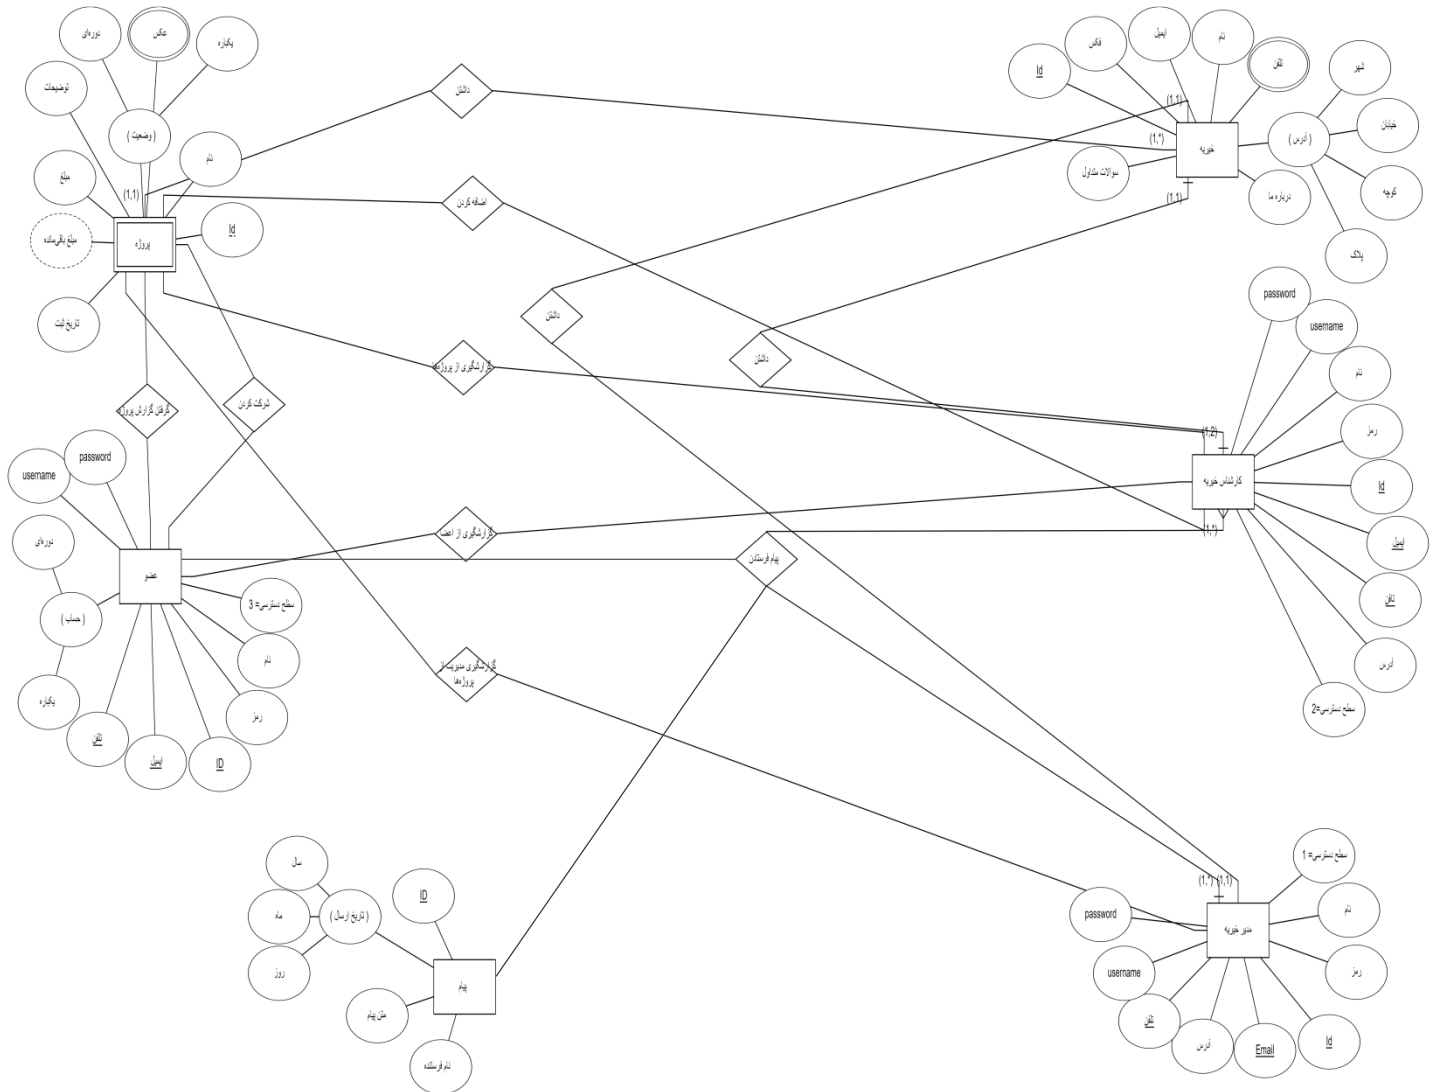 دوره‌ای
عکس
یکباره
توضیحات
( وضعیت )
نام
مبلغ
(1,1)
Id
مبلغ باقی‌مانده
پروژه
تاریخ ثبت
داشتن
اضافه کردن
Id
فکس
ایمیل
نام
تلفن
شهر
خیابان
( آدرس )
کوچه
پلاک
(1,1)
(1,*)
خیریه
سوالات متداول
درباره ما
(1,1)
داشتن
داشتن
گزارشگیری از پروژه‌ها
گرفتن گزارش پروژه
شرکت کردن
password
username
نام
رمز
(1,2)
کارشناس خیریه
Id
ایمیل
(1,*)
تلفن
آدرس
سطح دسترسی=2
گزارشگیری از اعضا
پیام فرستادن
username
password
دوره‌ای
عضو
( حساب )
سطح دسترسی= 3
نام
یکباره
رمز
تلفن
ایمیل
ID
گزارشگیری مدیریت از
پروژه‌ها
سال
ID
ماه
( تاریخ ارسال )
روز
پیام
متن پیام
نام فرستنده
سطح دسترسی= 1
(1,*)
(1,1)
password
نام
مدیر خیریه
username
رمز
تلفن
آدرس
Email
Id